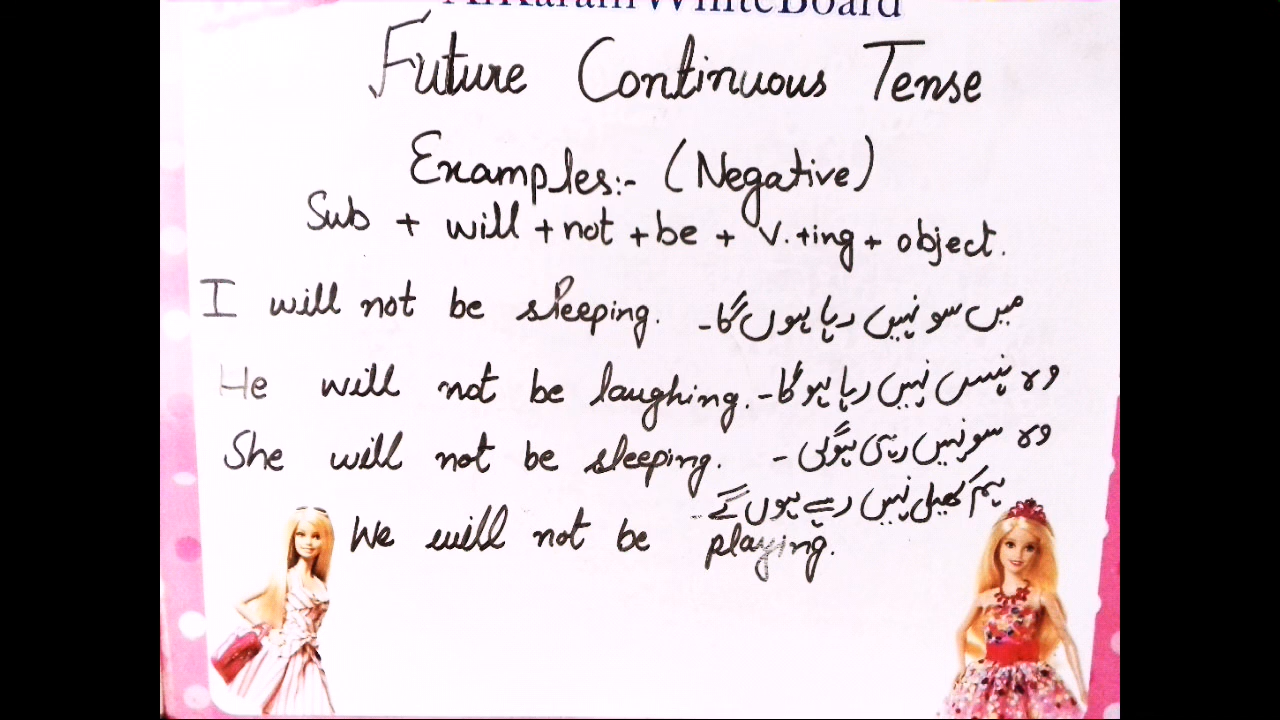 AlKaram WhiteBoard
Future Continuous Tense
Examples:- (Negative)
Sub + will + not + be + V.+ing + object.
I will not be sleeping. میں سو نہیں رہا ہوں گا۔
He will not be laughing. وہ ہنس نہیں رہا ہو گا۔
She will not be sleeping. وہ سو نہیں رہی ہوگی ۔
ہم کھیل نہیں رہے ہوں گے۔
We will not be playing.